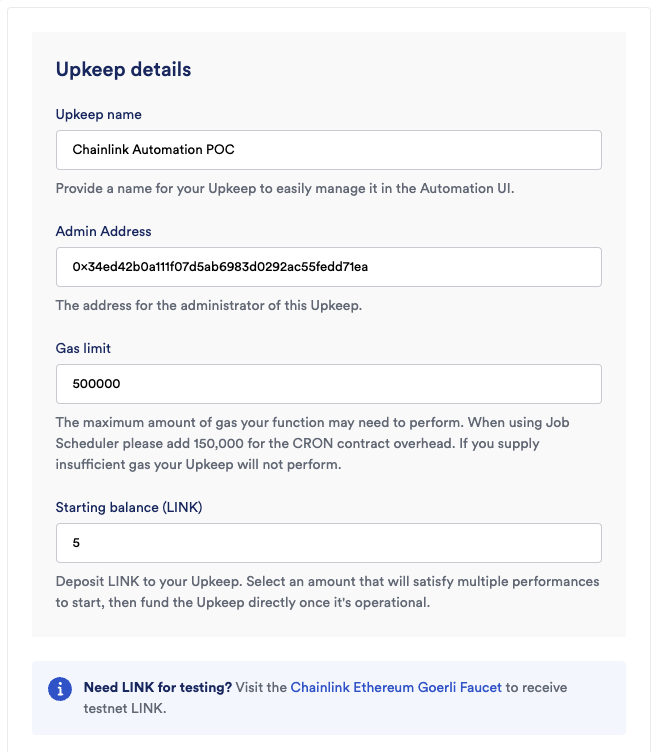 Upkeep details
Upkeep name
Chainlink Automation POC
Provide a name for your Upkeep to easily manage it in the Automation UI.
Admin Address
0x34ed42b0a111f07d5ab6983d0292ac55fedd71ea
The address for the administrator of this Upkeep.
Gas limit
500000
The maximum amount of gas your function may need to perform. When using Job
Scheduler please add 150,000 for the CRON contract overhead. If you supply
insufficient gas your Upkeep will not perform.
Starting balance (LINK)
5
Deposit LINK to your Upkeep. Select an amount that will satisfy multiple performances
to start, then fund the Upkeep directly once it's operational.
Need LINK for testing? Visit the Chainlink Ethereum Goerli Faucet to receive
testnet LINK.